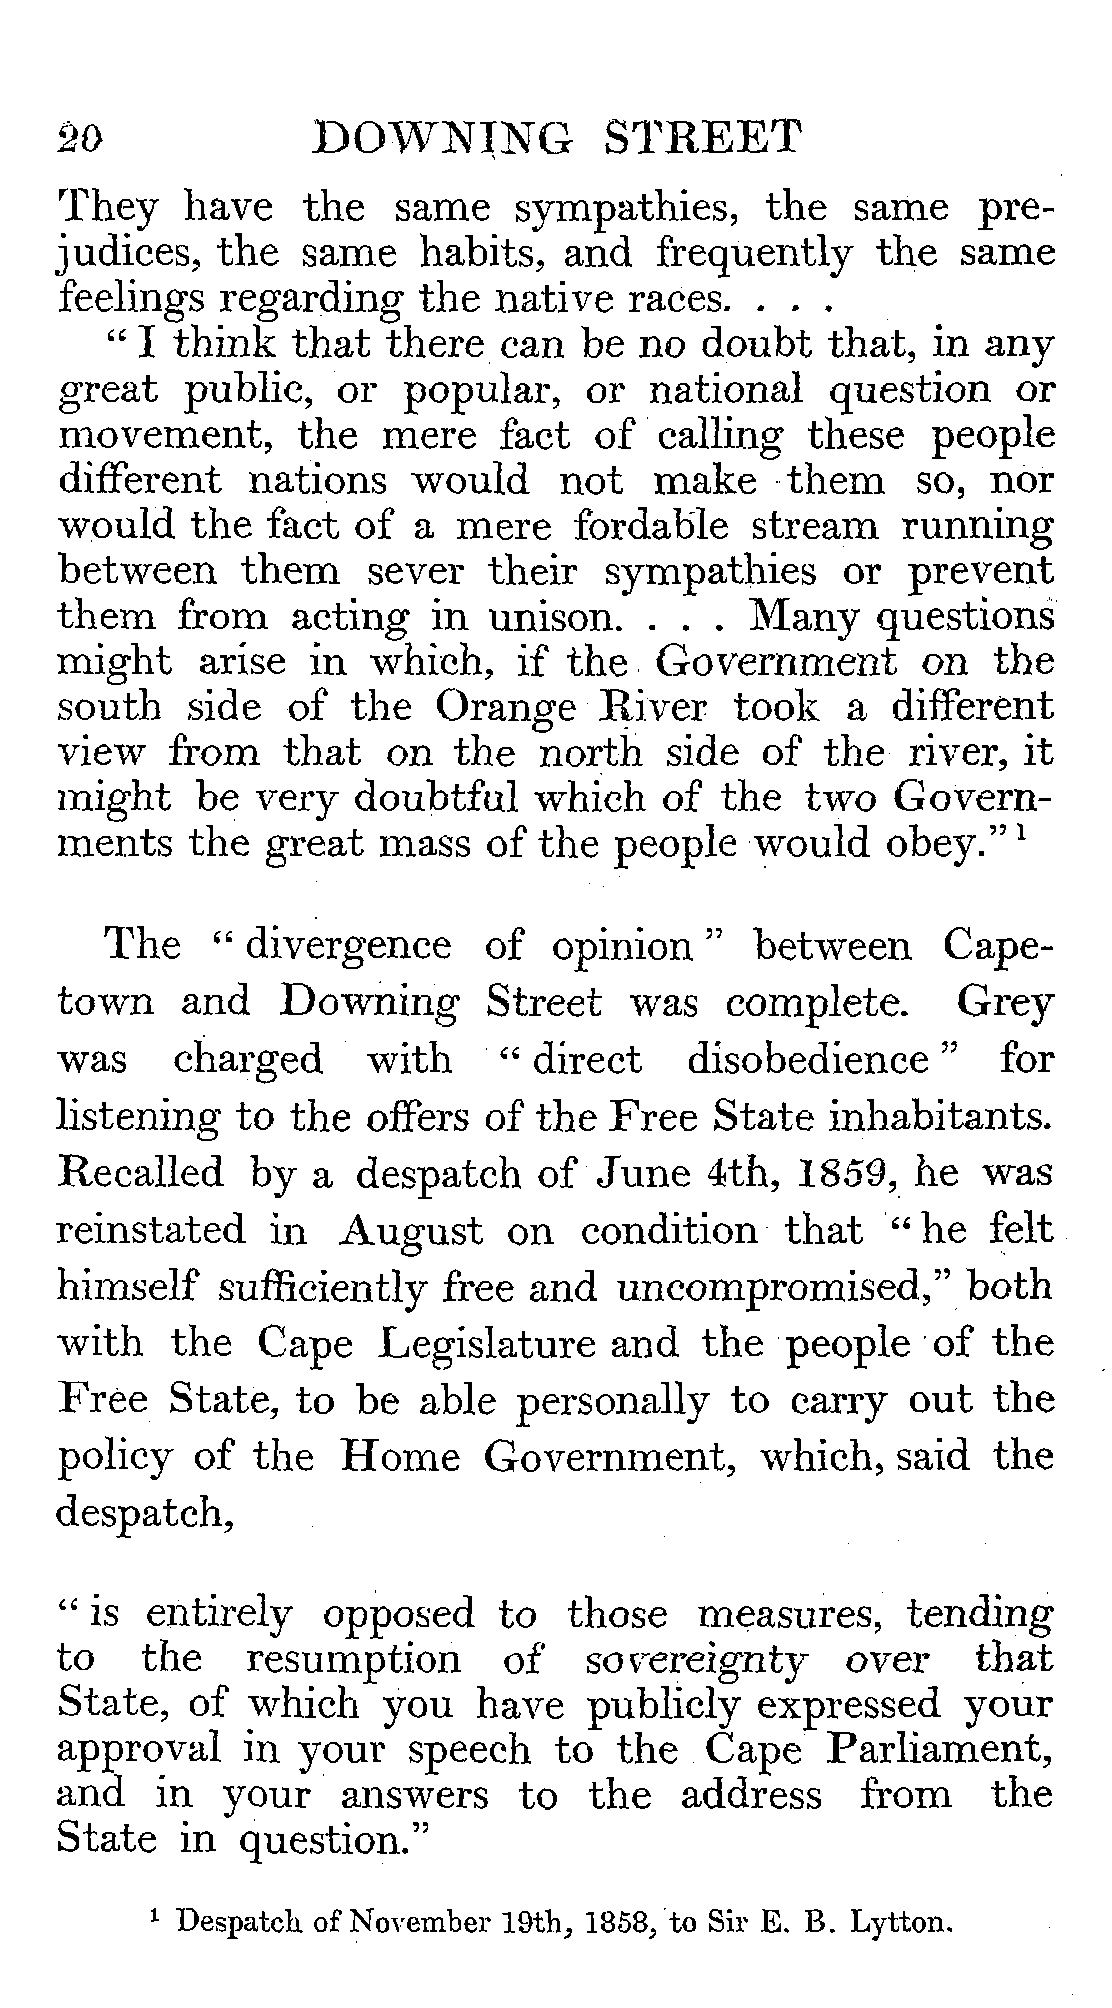 20 DOWNING STREET
They have the same sympathies, the same pre-
judices, the same habits, and frequently the same
feelings regarding the native races. . . .
“ I think that there can be no doubt that, in any
great public, or popular, or national question or
movement, the mere fact of calling these people
different nations would not make them so, nor
would the fact of a mere fordable stream running
between them sever their sympathies or prevent
them from acting in unison. . . . Many questions
might arise in which, if the Government on the
south side of the Orange River took a different
view from that on the north side of the river, it
might be very doubtful which of the two Govern-
ments the great mass of the people would obey.” ¹
The “ divergence of opinion ” between Cape-
town and Downing Street was complete. Grey
was charged with “ direct disobedience ” for
listening to the offers of the Free State inhabitants.
Recalled by a despatch of June 4th, 1859, he was
reinstated in August on condition that “ he felt
himself sufficiently free and uncompromised,” both
with the Cape Legislature and the people of the
Free State, to be able personally to carry out the
policy of the Home Government, which, said the
despatch,
“ is entirely opposed to those measures, tending
to the resumption of sovereignty over that
State, of which you have publicly expressed your
approval in your speech to the Cape Parliament,
and in your answers to the address from the
State in question.”
¹ Despatch of November 19th, 1858, to Sir E. B. Lytton.